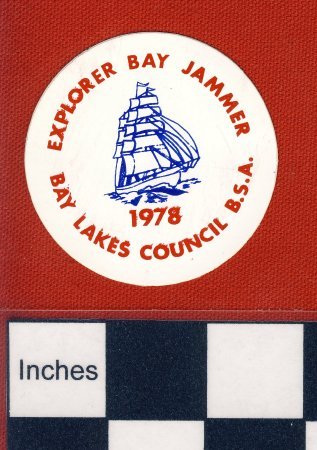 EXPLORER BAY JAMMER
1978
BAY LAKES COUNCIL B.S.A.
Inches